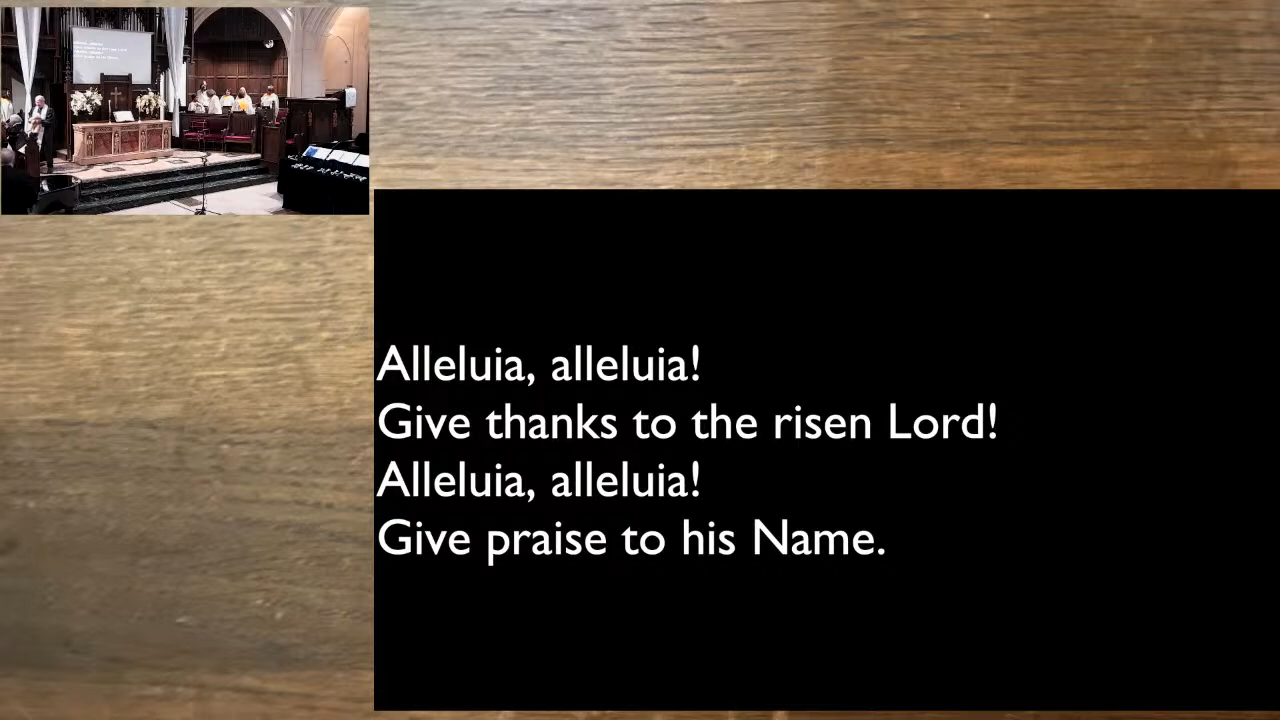 Alleluia, alleluia!
Give thanks to the risen Lord!
Alleluia, alleluia!
Give praise to his Name.